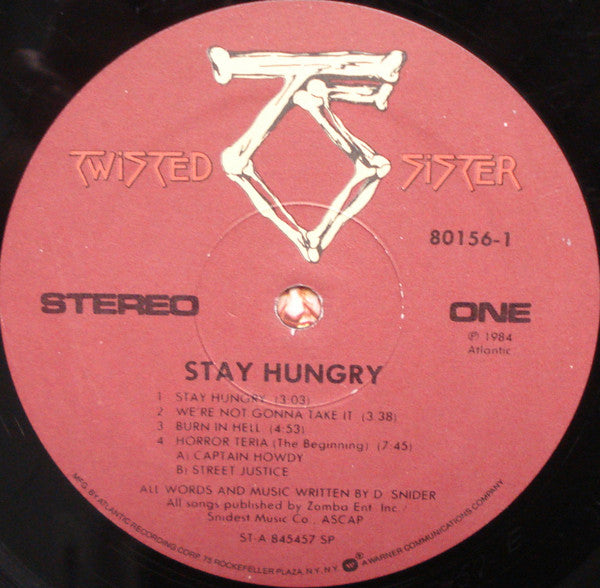 TWISTED SISTER
80156-1
STEREO
ONE
℗ 1984
Atlantic
STAY HUNGRY
1 STAY HUNGRY (3:03)
2 WE'RE NOT GONNA TAKE IT (3:38)
3 BURN IN HELL (4:53)
4 HORROR TERIA (The Beginning) (7:45)
A) CAPTAIN HOWDY
B) STREET JUSTICE
ALL WORDS AND MUSIC WRITTEN BY D. SNIDER
All songs published by Zomba Ent. Inc./
Snidest Music Co., ASCAP
ST-A-845457 SP
MFG. BY ATLANTIC RECORDING CORP. 75 ROCKEFELLER PLAZA, N.Y., N.Y. A WARNER COMMUNICATIONS COMPANY